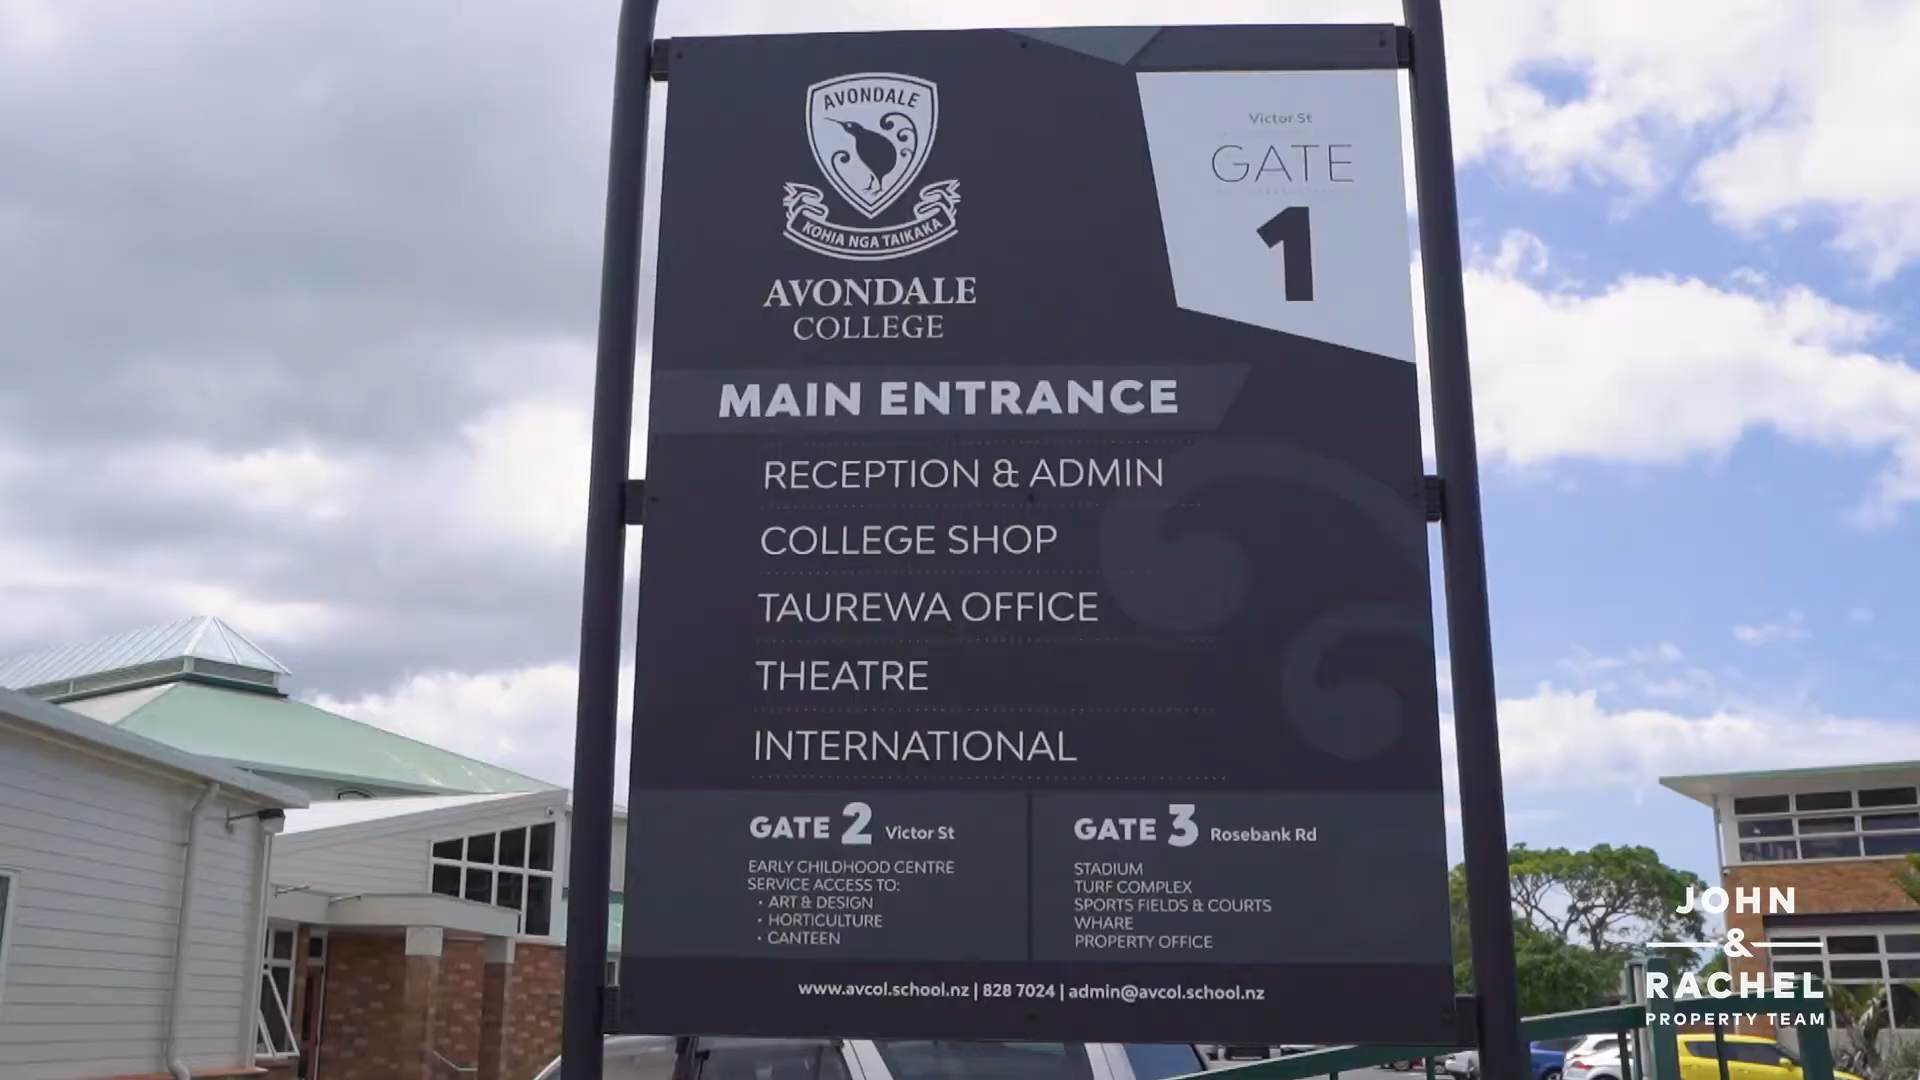 AVONDALE
KOHIA NGA TAIKAKA
AVONDALE
COLLEGE
Victor St
GATE
1
MAIN ENTRANCE
RECEPTION & ADMIN
COLLEGE SHOP
TAUREWA OFFICE
THEATRE
INTERNATIONAL
GATE 2 Victor St
EARLY CHILDHOOD CENTRE
SERVICE ACCESS TO:
• ART & DESIGN
• HORTICULTURE
• CANTEEN
GATE 3 Rosebank Rd
STADIUM
TURF COMPLEX
SPORTS FIELDS & COURTS
WHARE
PROPERTY OFFICE
www.avcol.school.nz | 828 7024 | admin@avcol.school.nz
JOHN
&
RACHEL
PROPERTY TEAM